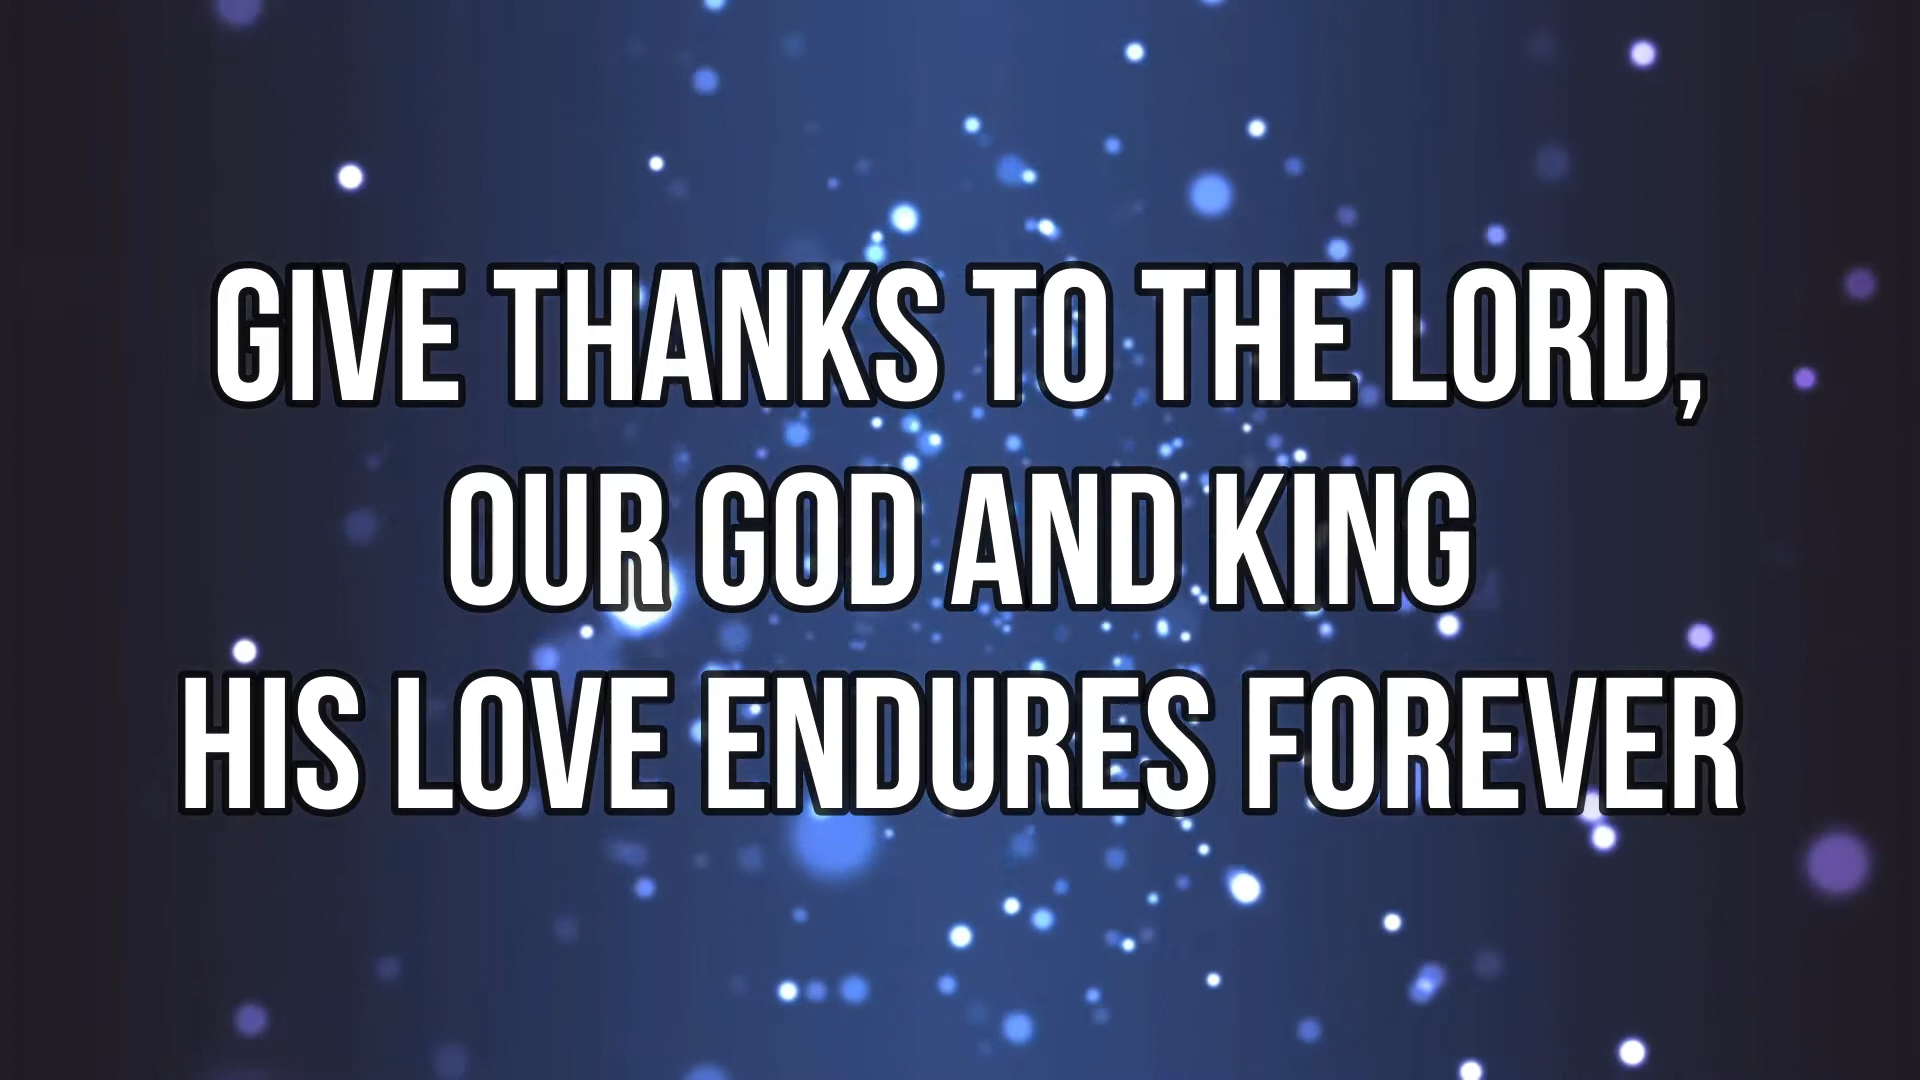 GIVE THANKS TO THE LORD,
OUR GOD AND KING
HIS LOVE ENDURES FOREVER